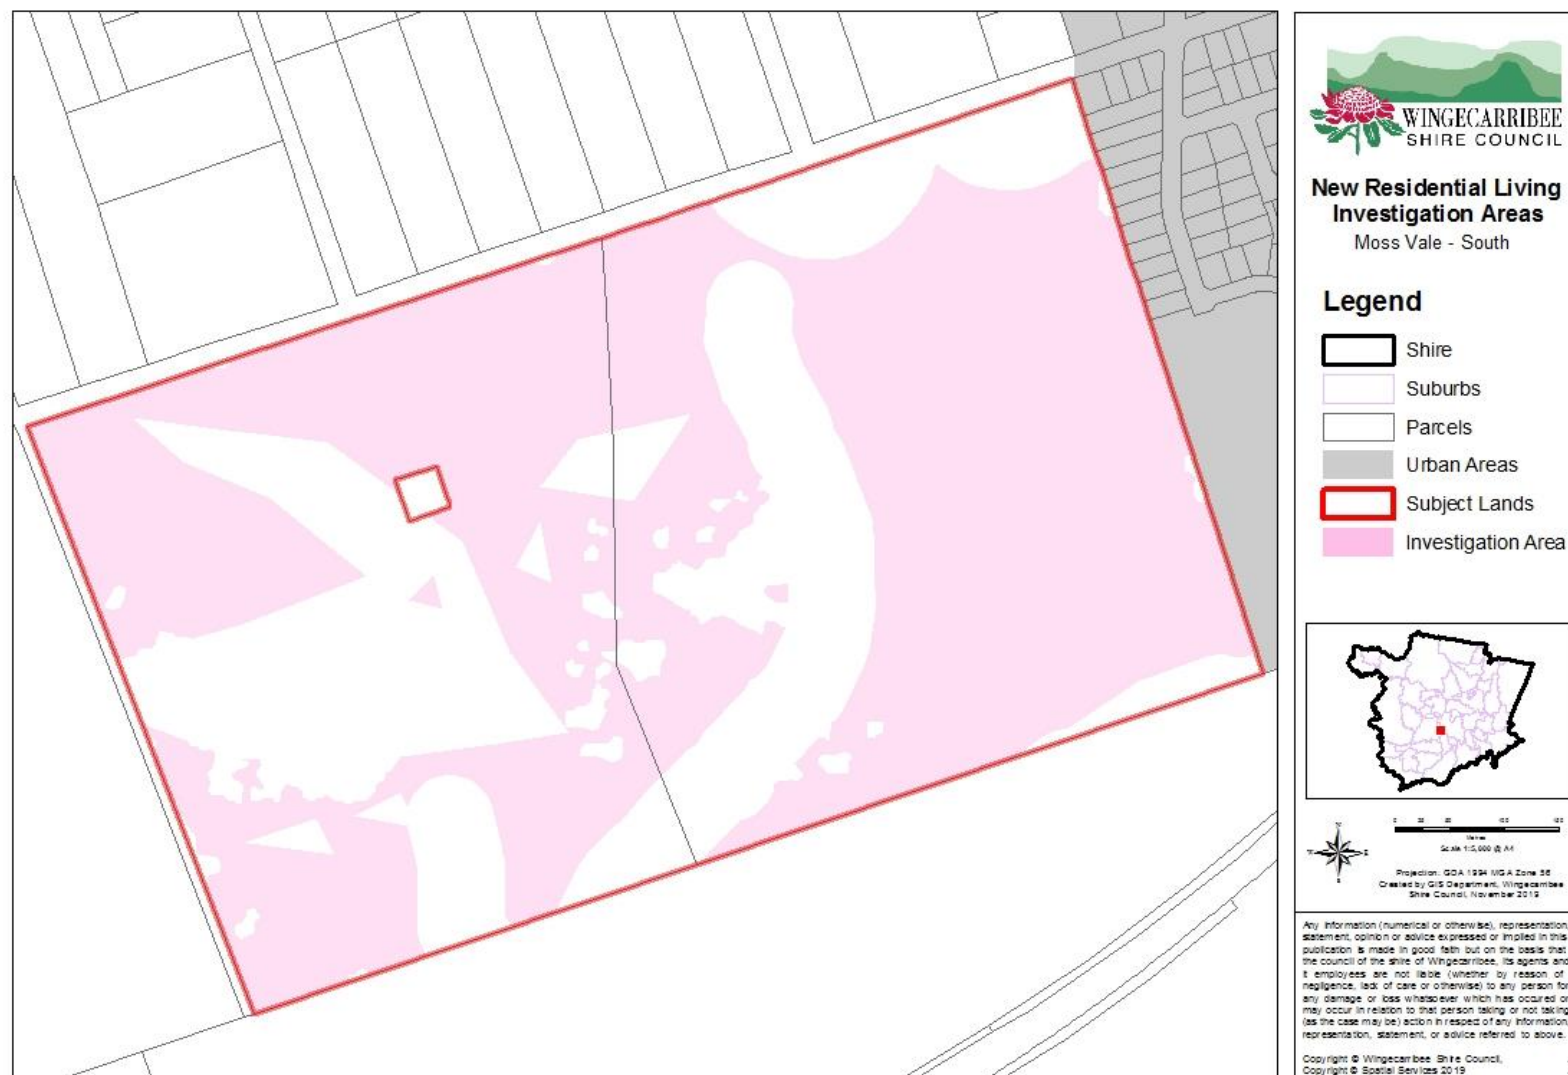 WINGECARRIBEE
SHIRE COUNCIL
New Residential Living
Investigation Areas
Moss Vale - South
Legend
Shire
Suburbs
Parcels
Urban Areas
Subject Lands
Investigation Area
Scale 1:5,000 @ A4
Projection: GDA 1994 MGA Zone 56
Created by GIS Department, Wingecarribee
Shire Council, November 2019
Any information (numerical or otherwise), representation,
statement, opinion or advice expressed or implied in this
publication is made in good faith but on the basis that
the council of the shire of Wingecarribee, its agents and
it employees are not liable (whether by reason of
negligence, lack of care or otherwise) to any person for
any damage or loss whatsoever which has occured or
may occur in relation to that person taking or not taking
(as the case may be) action in respect of any information,
representation, statement, or advice referred to above.
Copyright © Wingecarribee Shire Council,
Copyright © Spatial Services 2019